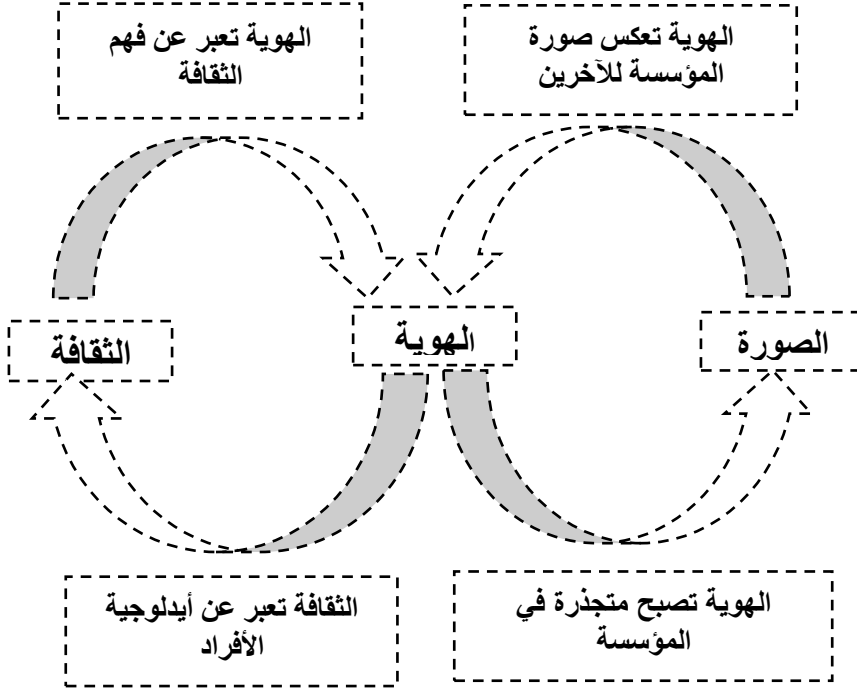 الهوية تعكس صورة
المؤسسة للآخرين
الهوية تعبر عن فهم
الثقافة
الصورة
الهوية
الثقافة
الهوية تصبح متجذرة في
المؤسسة
الثقافة تعبر عن أيدلوجية
الأفراد